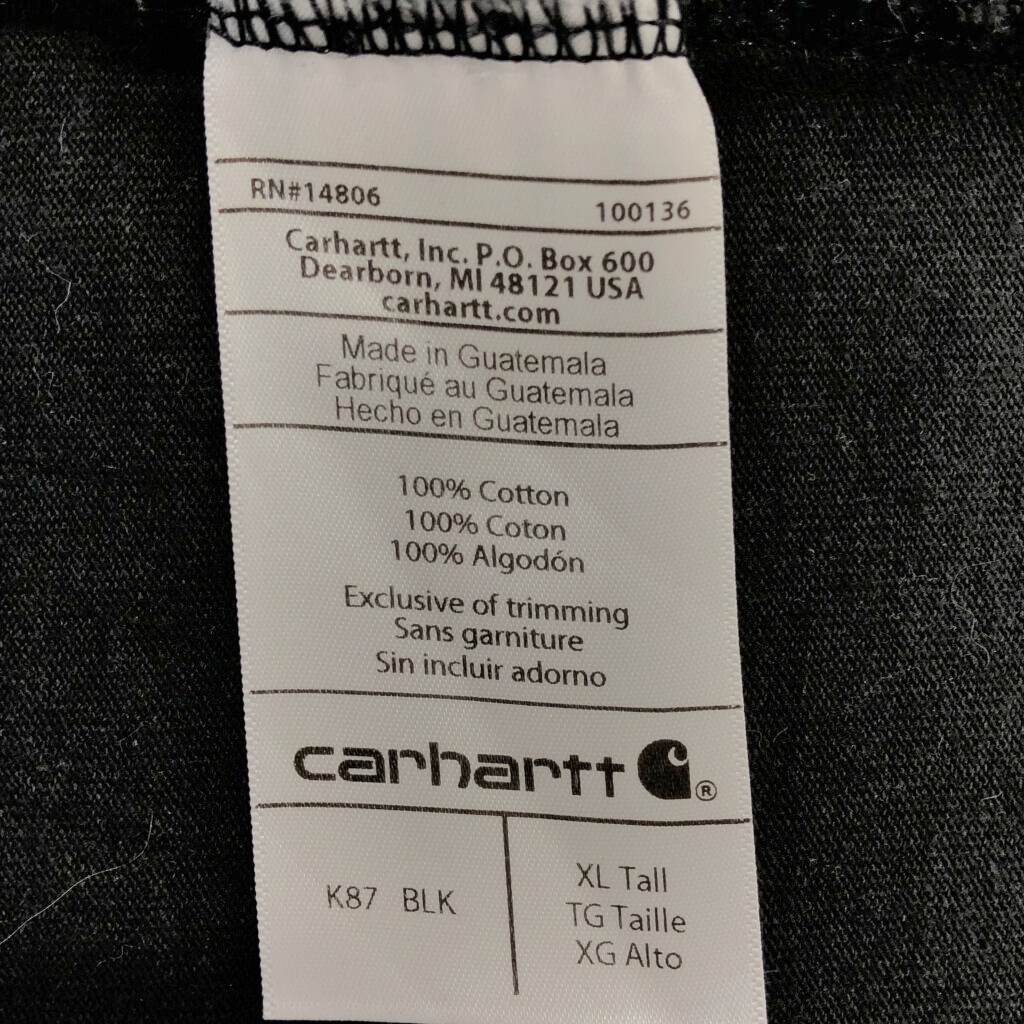 RN#14806 100136
Carhartt, Inc. P.O. Box 600
Dearborn, MI 48121 USA
carhartt.com
Made in Guatemala
Fabriqué au Guatemala
Hecho en Guatemala
100% Cotton
100% Coton
100% Algodón
Exclusive of trimming
Sans garniture
Sin incluir adorno
carhartt ®
K87 BLK
XL Tall
TG Taille
XG Alto